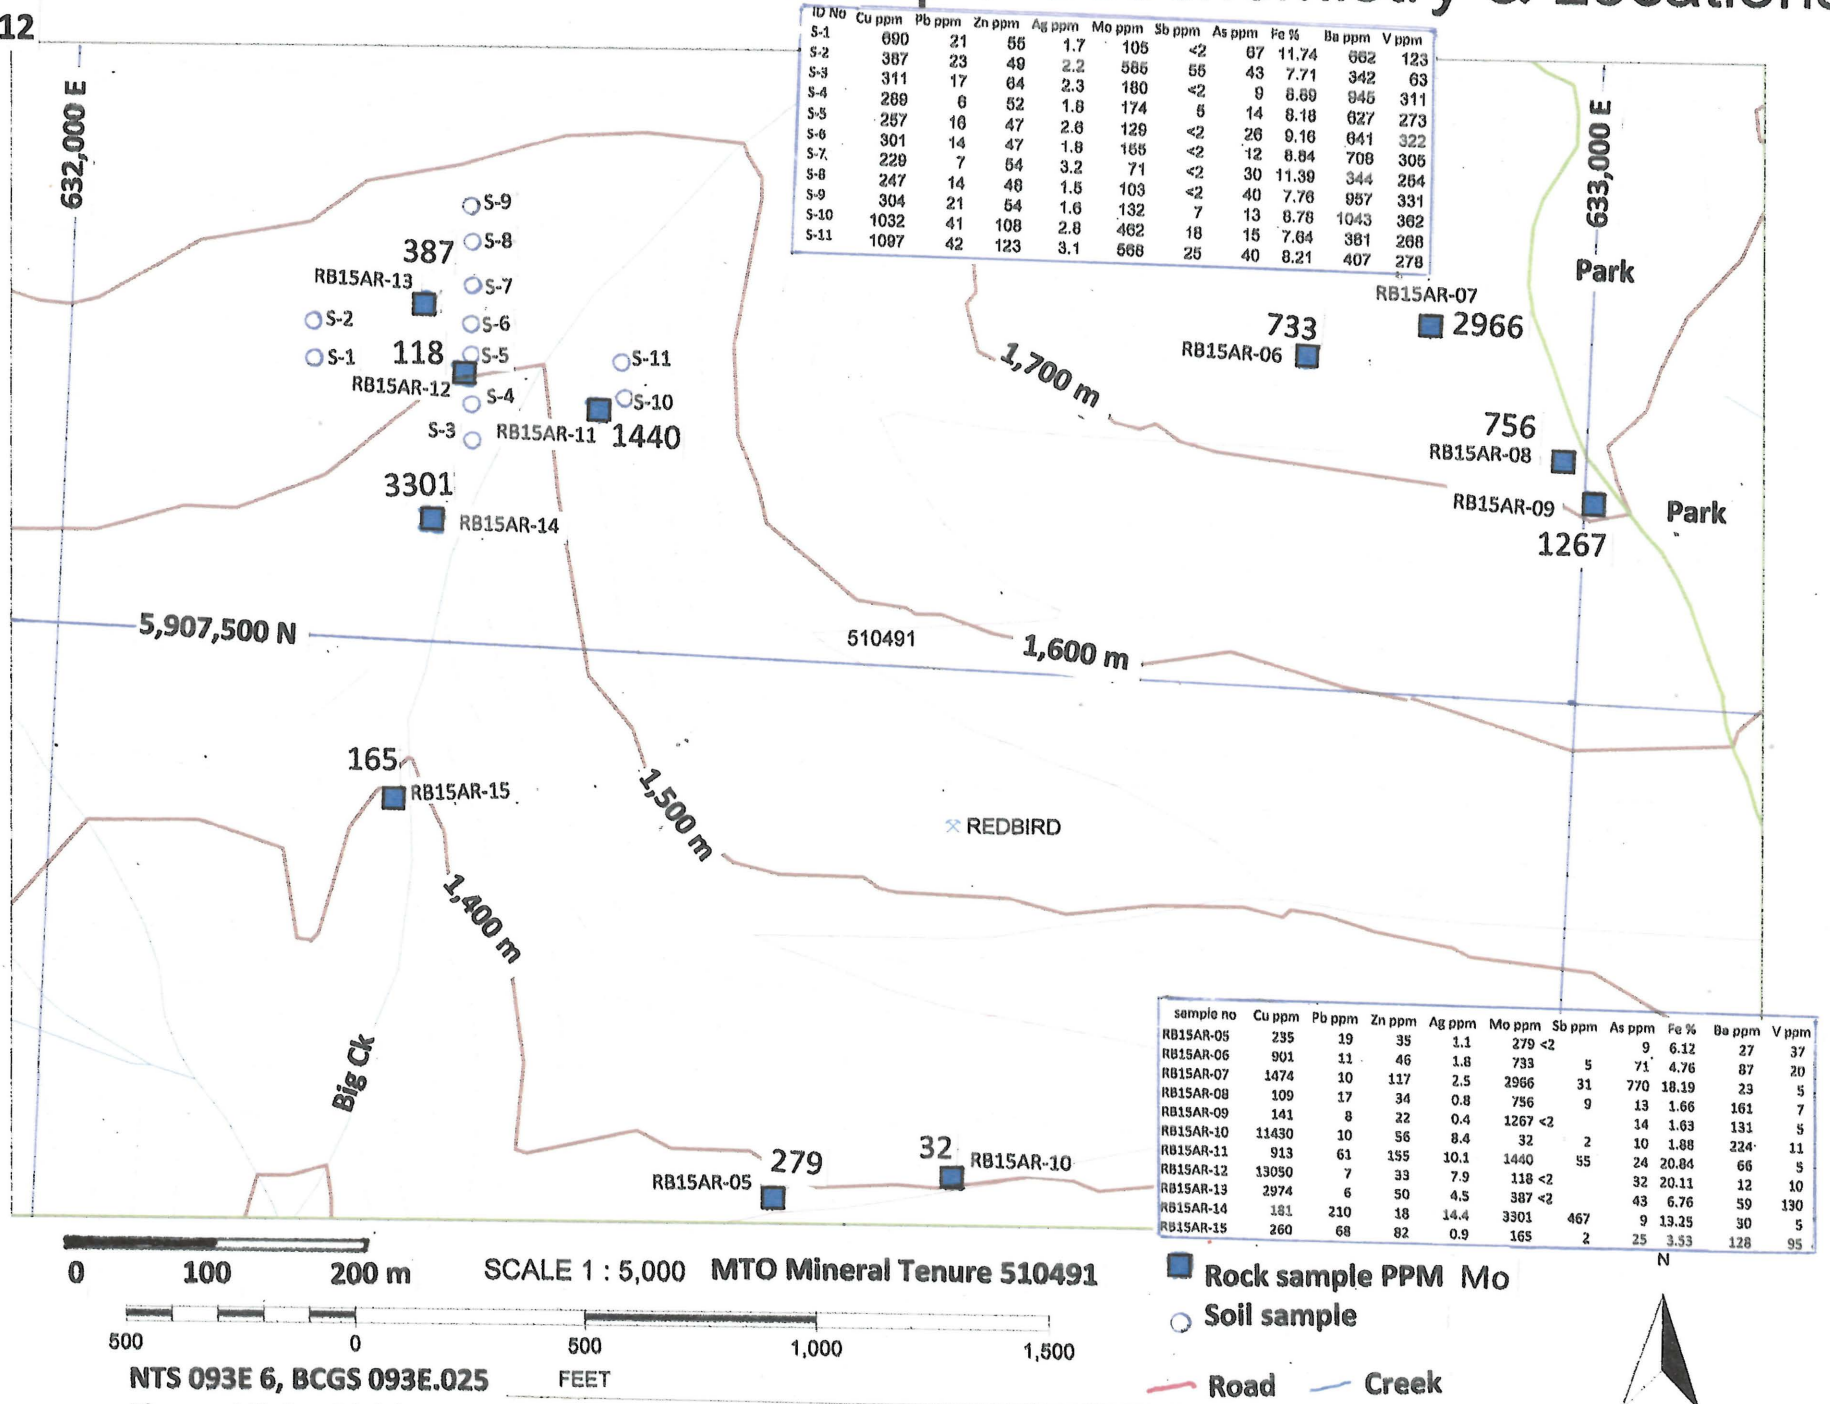 12
ID No Cu ppm Pb ppm Zn ppm Ag ppm Mo ppm Sb ppm As ppm Fe % Ba ppm V ppm
S-1 690 21 55 1.7 105 <2 67 11.74 662 123
S-2 387 23 49 2.2 585 55 43 7.71 342 63
S-3 311 17 64 2.3 180 <2 9 8.69 945 311
S-4 269 6 52 1.8 174 5 14 8.18 627 273
S-5 257 16 47 2.6 129 <2 26 9.16 641 322
S-6 301 14 47 1.8 165 <2 12 8.84 708 305
S-7 229 7 54 3.2 71 <2 30 11.39 344 254
S-8 247 14 48 1.5 103 <2 40 7.76 957 331
S-9 304 21 54 1.6 132 7 13 8.78 1043 362
S-10 1032 41 108 2.8 462 18 15 7.64 381 268
S-11 1097 42 123 3.1 568 25 40 8.21 407 278
632,000 E
633,000 E
S-9
S-8
387
RB15AR-13
S-7
S-2
S-6
S-1
118
S-5
RB15AR-12
S-4
S-3
S-11
S-10
RB15AR-11
1440
3301
RB15AR-14
Park
RB15AR-07
2966
733
RB15AR-06
1,700 m
756
RB15AR-08
RB15AR-09
1267
Park
5,907,500 N
510491
1,600 m
165
RB15AR-15
1,500 m
REDBIRD
1,400 m
Big Ck
279
RB15AR-05
32
RB15AR-10
sample no Cu ppm Pb ppm Zn ppm Ag ppm Mo ppm Sb ppm As ppm Fe % Ba ppm V ppm
RB15AR-05 235 19 35 1.1 279 <2 9 6.12 27 37
RB15AR-06 901 11 46 1.8 733 5 71 4.76 87 20
RB15AR-07 1474 10 117 2.5 2966 31 770 18.19 23 5
RB15AR-08 109 17 34 0.8 756 9 13 1.66 161 7
RB15AR-09 141 8 22 0.4 1267 <2 14 1.63 131 5
RB15AR-10 11430 10 56 8.4 32 2 10 1.88 224 11
RB15AR-11 913 61 155 10.1 1440 55 24 20.84 66 5
RB15AR-12 13050 7 33 7.9 118 <2 32 20.11 12 10
RB15AR-13 2974 6 50 4.5 387 <2 43 6.76 59 130
RB15AR-14 181 210 18 14.4 3301 467 9 13.25 30 5
RB15AR-15 260 68 82 0.9 165 2 25 3.53 128 95
0 100 200 m
SCALE 1 : 5,000 MTO Mineral Tenure 510491
500 0 500 1,000 1,500
FEET
NTS 093E 6, BCGS 093E.025
Rock sample PPM Mo
Soil sample
Road Creek
N